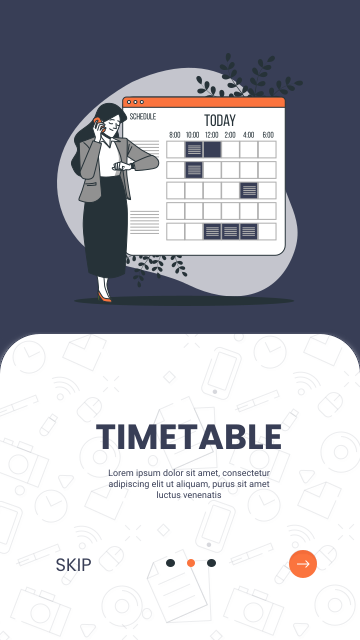 SCHEDULE
TODAY
8:00 10:00 12:00 2:00 4:00 6:00
TIMETABLE
Lorem ipsum dolor sit amet, consectetur
adipiscing elit ut aliquam, purus sit amet
luctus venenatis
SKIP